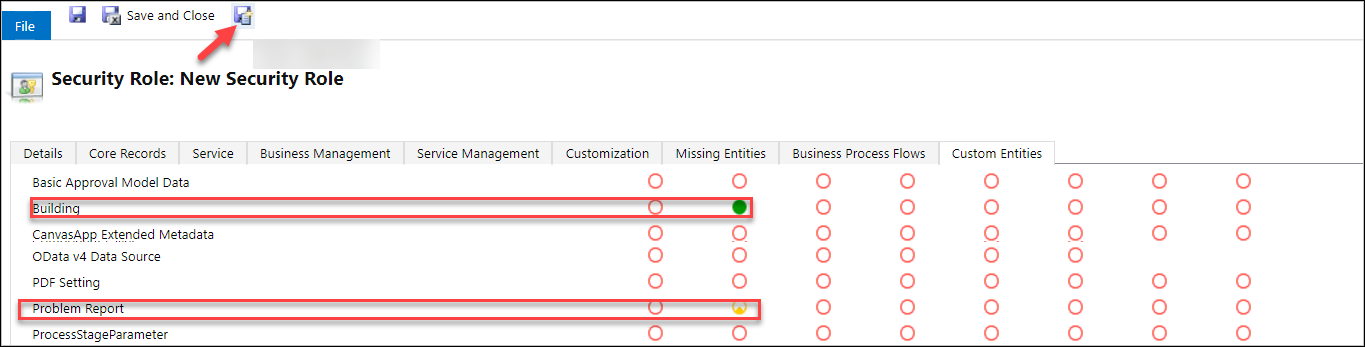 File
Save and Close
Security Role: New Security Role
Details Core Records Service Business Management Service Management Customization Missing Entities Business Process Flows Custom Entities
Basic Approval Model Data
Building
CanvasApp Extended Metadata
OData v4 Data Source
PDF Setting
Problem Report
ProcessStageParameter